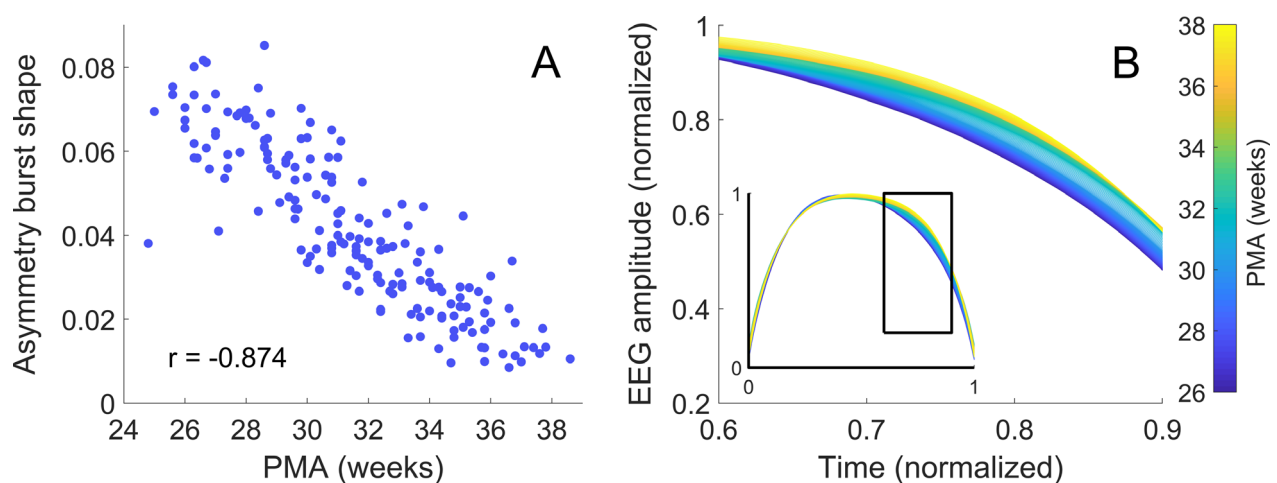 A
Asymmetry burst shape
0.08
0.06
0.04
0.02
0
r = -0.874
24 26 28 30 32 34 36 38
PMA (weeks)
B
EEG amplitude (normalized)
1
0.8
0.6
0.4
0.2
1
0
0 1
0.6 0.7 0.8 0.9
Time (normalized)
38
36
34
32
30
28
26
PMA (weeks)